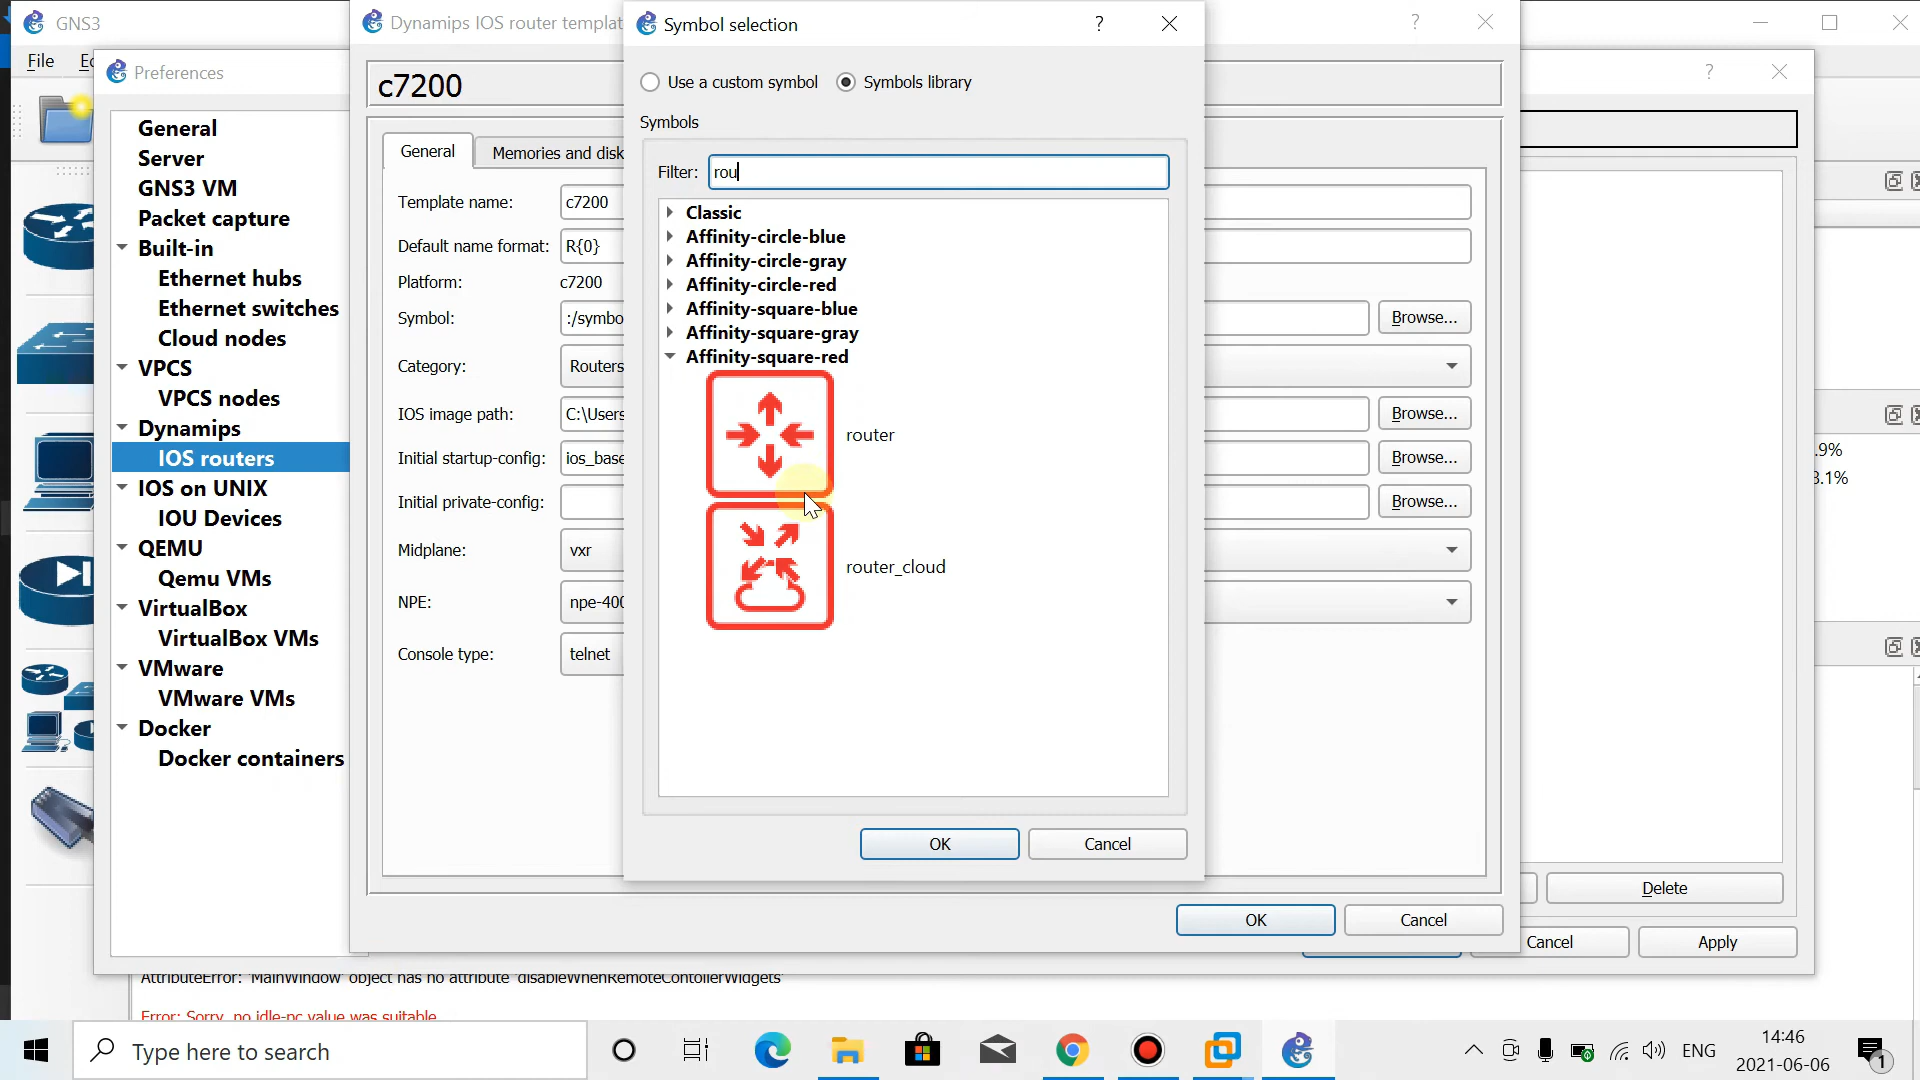 GNS3
File
Preferences
General
Server
GNS3 VM
Packet capture
Built-in
Ethernet hubs
Ethernet switches
Cloud nodes
VPCS
VPCS nodes
Dynamips
IOS routers
IOS on UNIX
IOU Devices
QEMU
Qemu VMs
VirtualBox
VirtualBox VMs
VMware
VMware VMs
Docker
Docker containers
Dynamips IOS router templat
c7200
General
Memories and disk
Template name: c7200
Default name format: R{0}
Platform: c7200
Symbol: :/symbo
Browse...
Category: Routers
IOS image path: C:\Users
Browse...
Initial startup-config: ios_base
Browse...
Initial private-config:
Browse...
Midplane: vxr
NPE: npe-400
Console type: telnet
OK
Cancel
Symbol selection
?
Use a custom symbol
Symbols library
Symbols
Filter: rou
Classic
Affinity-circle-blue
Affinity-circle-gray
Affinity-circle-red
Affinity-square-blue
Affinity-square-gray
Affinity-square-red
router
router_cloud
OK
Cancel
?
?
.9%
3.1%
Delete
Cancel
Apply
AttributeError: 'MainWindow' object has no attribute 'disableWhenRemoteContollerWidgets'
Error: Sorry, no idle-pc value was suitable
Type here to search
ENG
14:46
2021-06-06
1